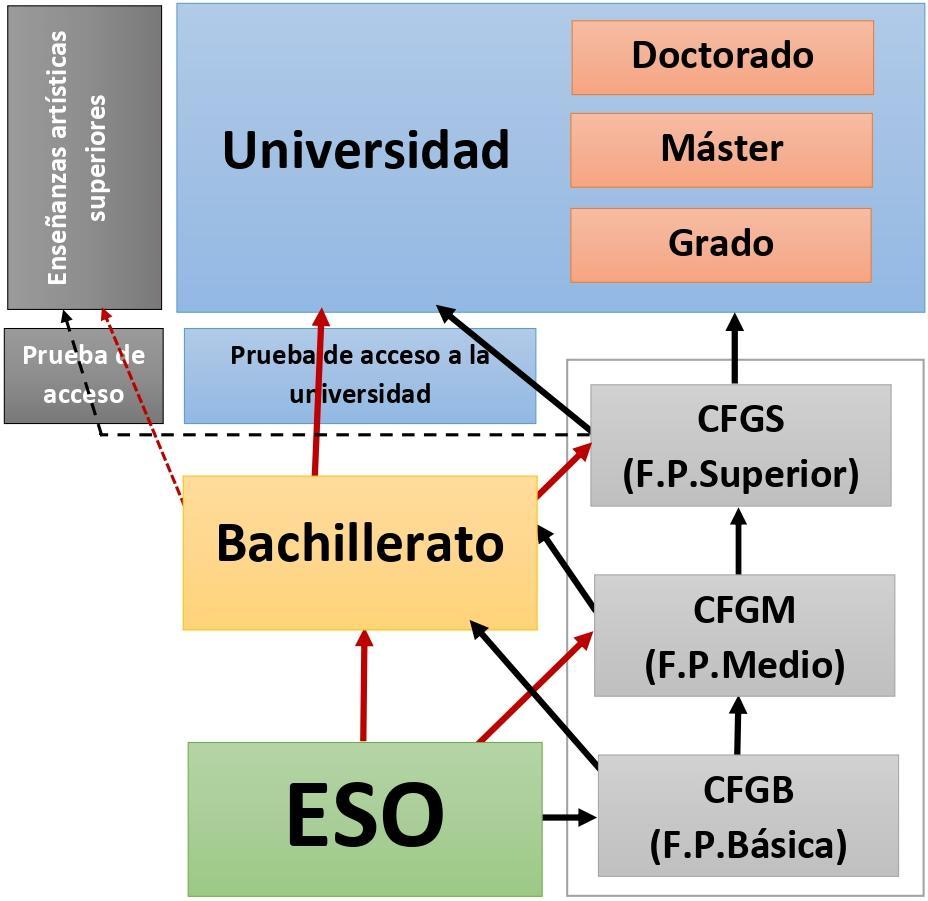 Enseñanzas artísticas
superiores
Universidad
Doctorado
Máster
Grado
Prueba de
acceso
Prueba de acceso a la
universidad
CFGS
(F.P.Superior)
Bachillerato
CFGM
(F.P.Medio)
ESO
CFGB
(F.P.Básica)